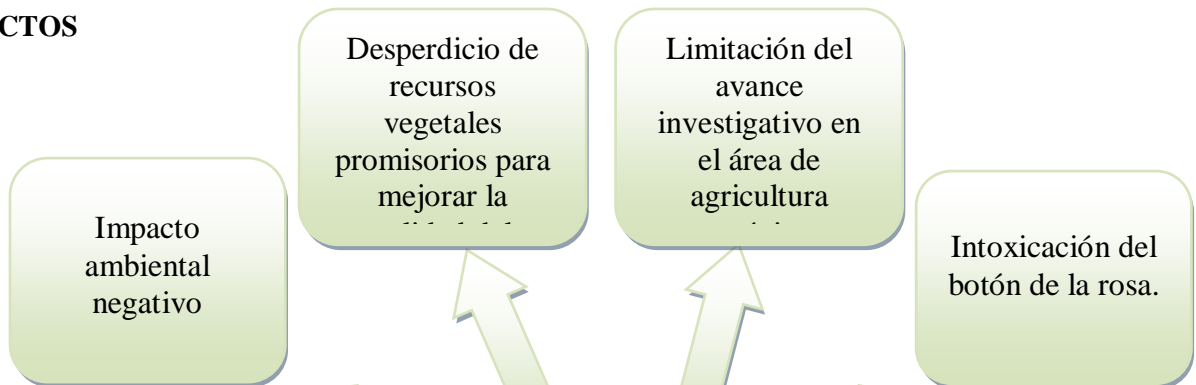 CTOS
Desperdicio de
recursos
vegetales
promisorios para
mejorar la
Limitación del
avance
investigativo en
el área de
agricultura
Impacto
ambiental
negativo
Intoxicación del
botón de la rosa.